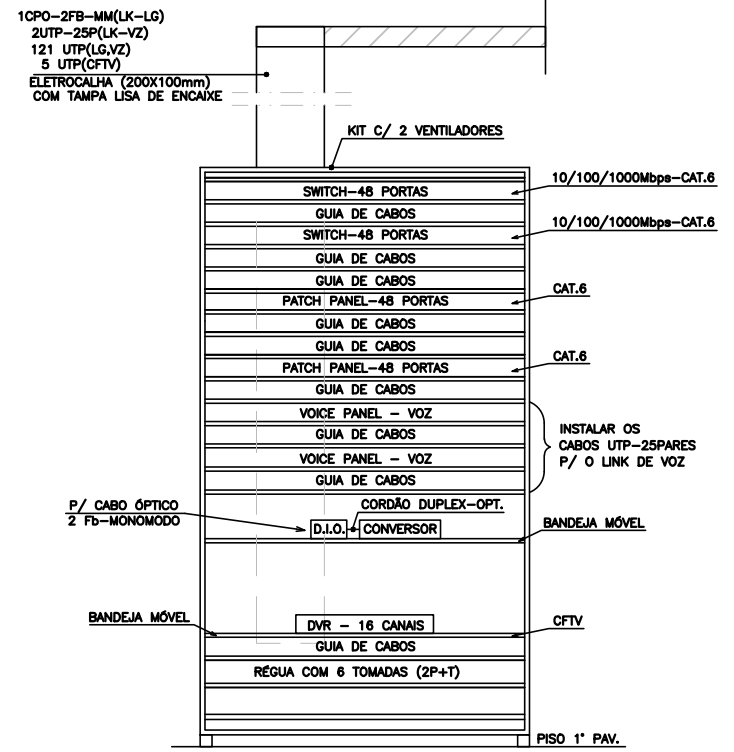 1CPO-2FB-MM(LK-LG)
2UTP-25P(LK-VZ)
121 UTP(LG,VZ)
5 UTP(CFTV)
ELETROCALHA (200X100mm)
COM TAMPA LISA DE ENCAIXE
KIT C/ 2 VENTILADORES
SWITCH-48 PORTAS
10/100/1000Mbps-CAT.6
GUIA DE CABOS
SWITCH-48 PORTAS
10/100/1000Mbps-CAT.6
GUIA DE CABOS
GUIA DE CABOS
PATCH PANEL-48 PORTAS
CAT.6
GUIA DE CABOS
GUIA DE CABOS
PATCH PANEL-48 PORTAS
CAT.6
GUIA DE CABOS
VOICE PANEL - VOZ
GUIA DE CABOS
VOICE PANEL - VOZ
GUIA DE CABOS
INSTALAR OS
CABOS UTP-25PARES
P/ O LINK DE VOZ
P/ CABO ÓPTICO
2 Fb-MONOMODO
CORDÃO DUPLEX-OPT.
D.I.O.
CONVERSOR
BANDEJA MÓVEL
BANDEJA MÓVEL
DVR - 16 CANAIS
CFTV
GUIA DE CABOS
RÉGUA COM 6 TOMADAS (2P+T)
PISO 1° PAV.